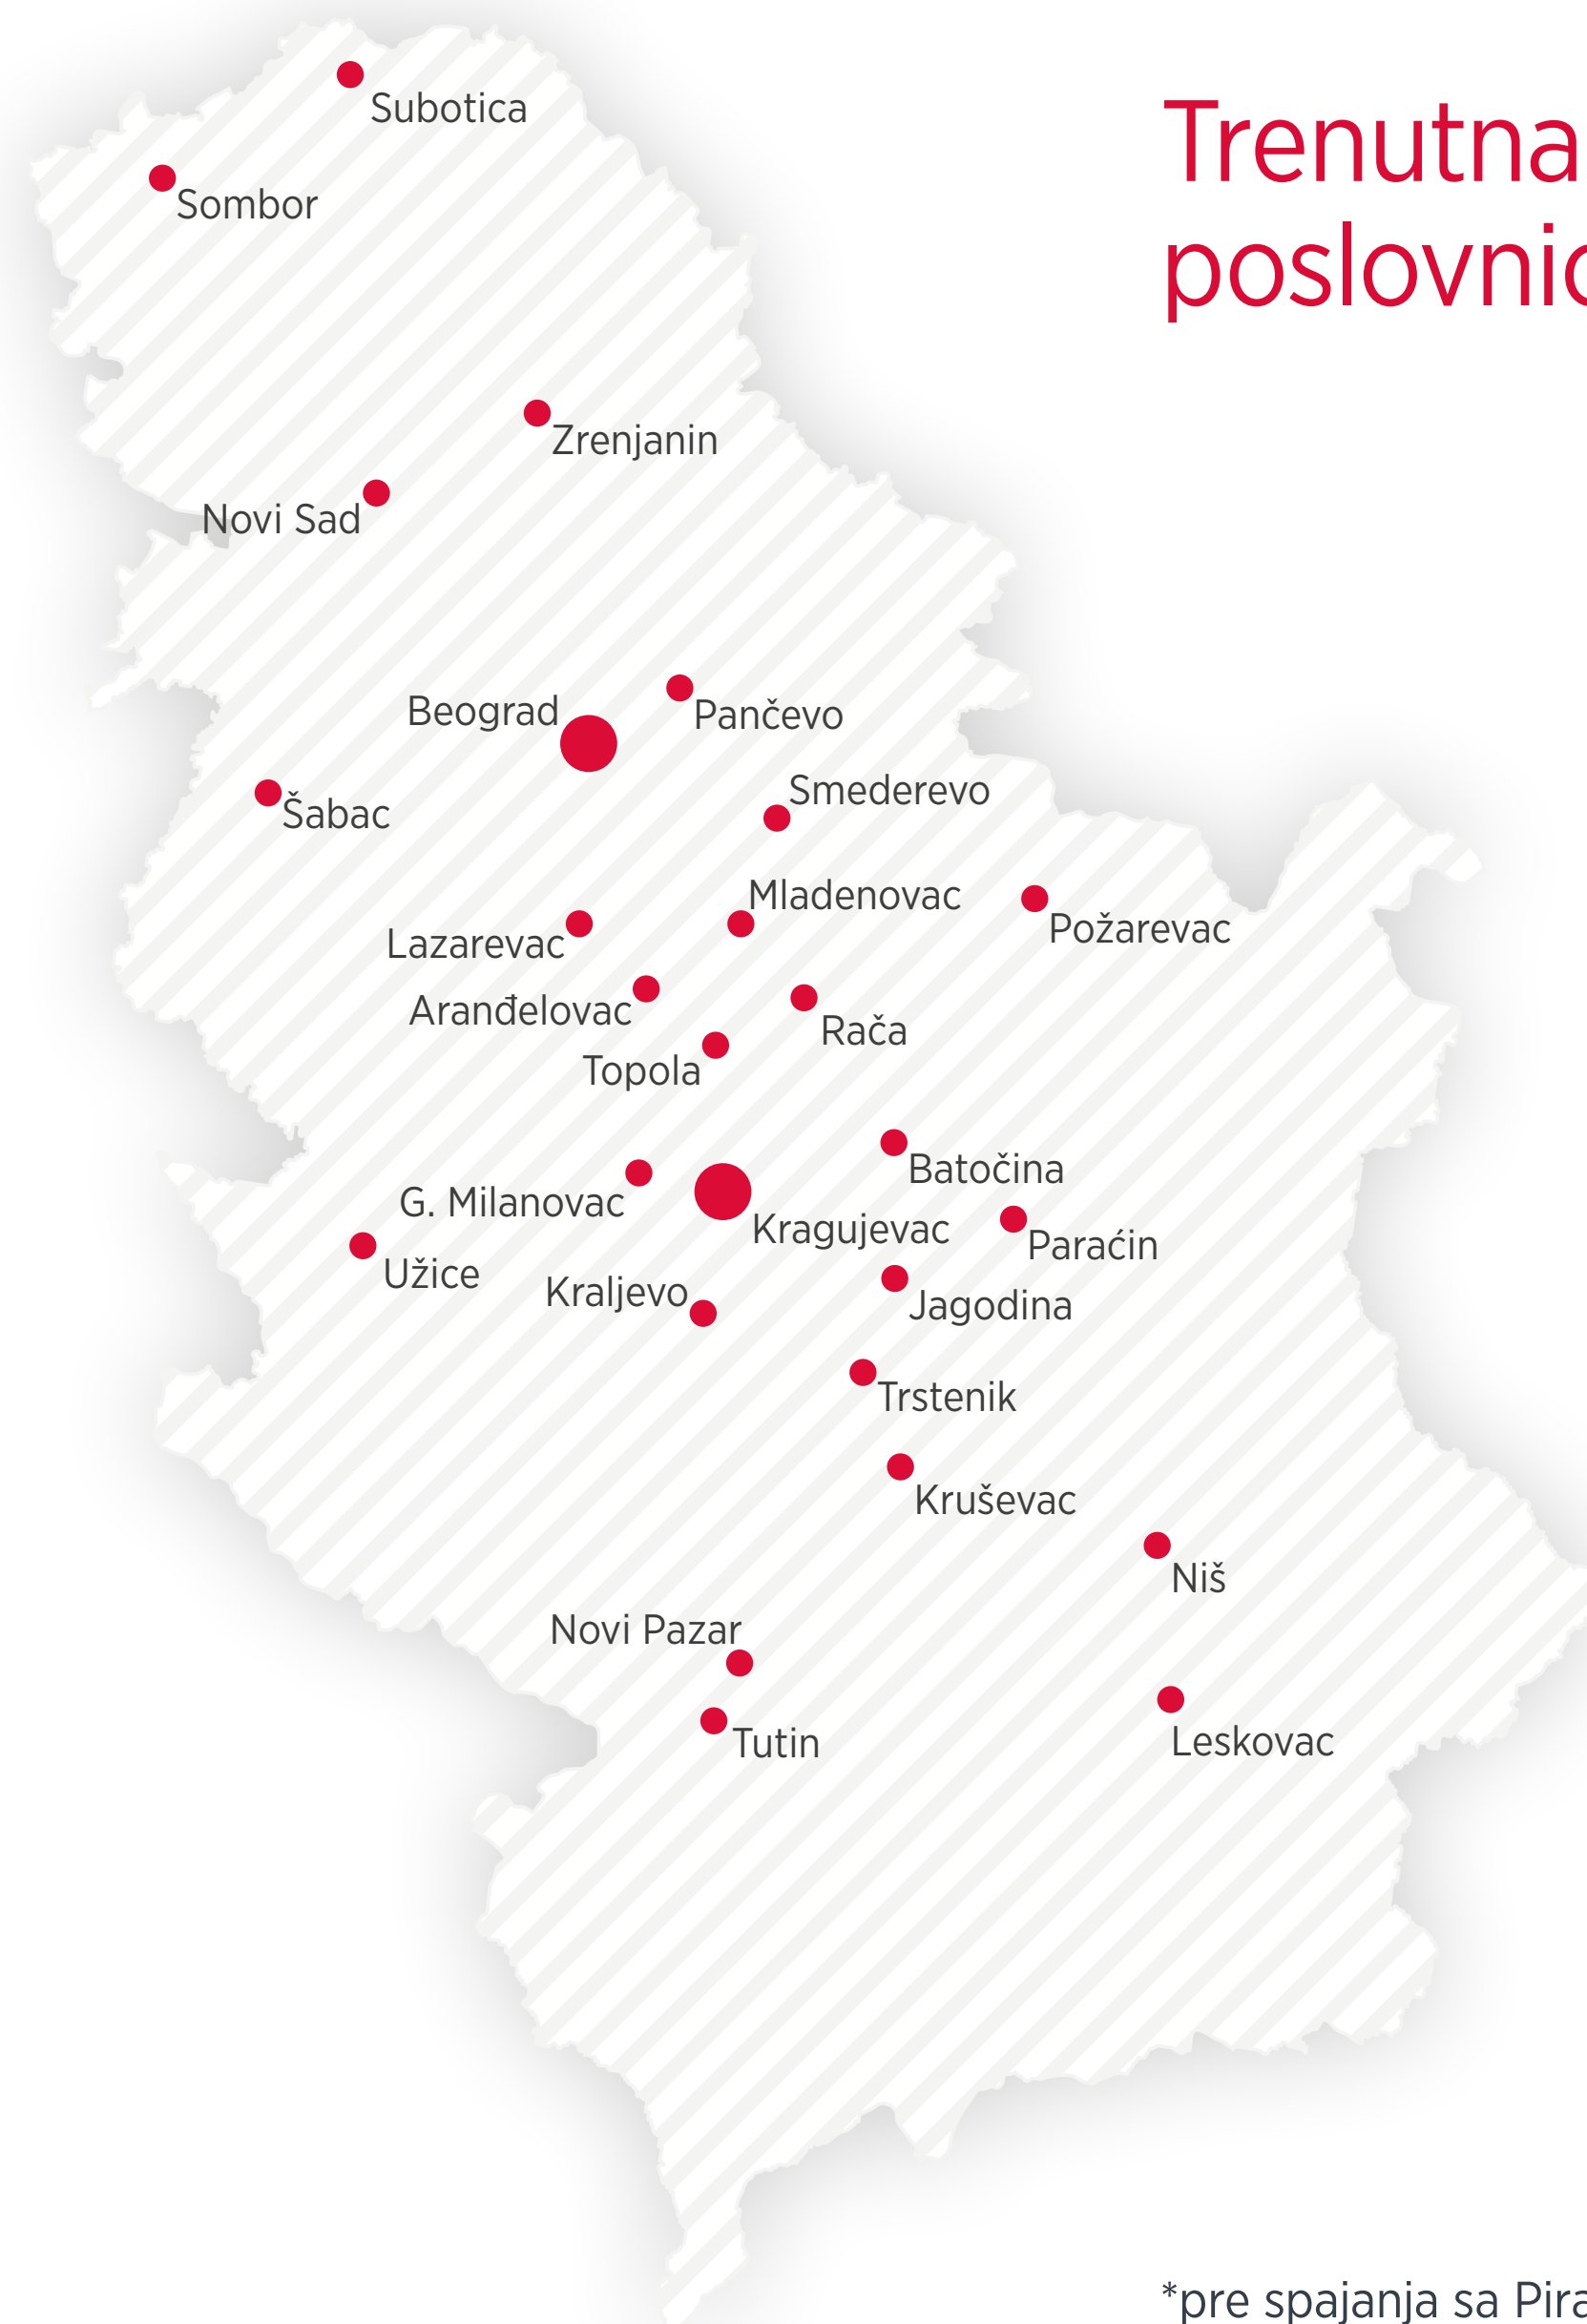 Trenutna
Subotica
Sombor
Zrenjanin
Novi Sad
Beograd
Pančevo
Šabac
Smederevo
Mladenovac
Požarevac
Lazarevac
Aranđelovac
Rača
Topola
Batočina
G. Milanovac
Kragujevac
Paraćin
Užice
Kraljevo
Jagodina
Trstenik
Kruševac
Niš
Novi Pazar
Leskovac
Tutin
*pre spajanja sa